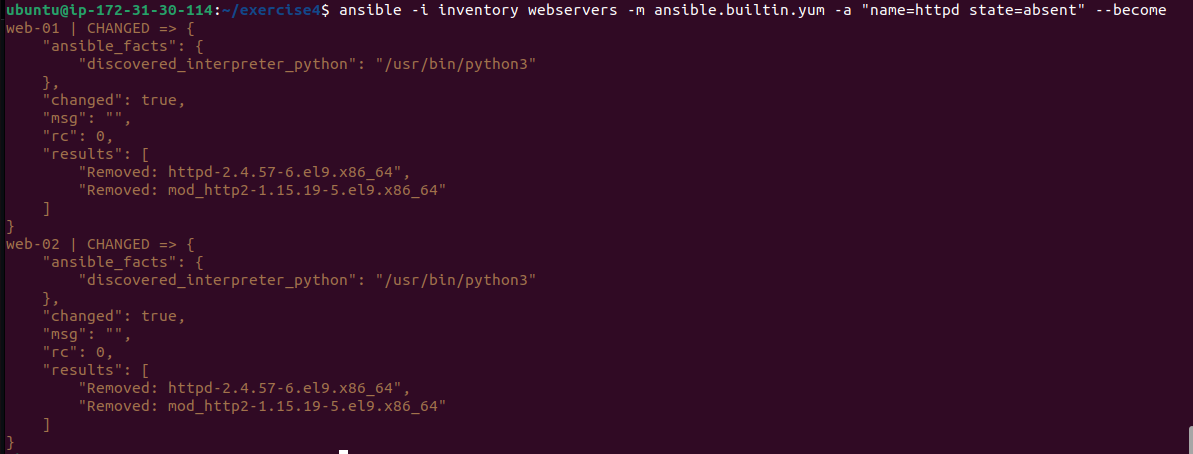 ubuntu@ip-172-31-30-114:~/exercise4$ ansible -i inventory webservers -m ansible.builtin.yum -a "name=httpd state=absent" --become
web-01 | CHANGED => {
    "ansible_facts": {
        "discovered_interpreter_python": "/usr/bin/python3"
    },
    "changed": true,
    "msg": "",
    "rc": 0,
    "results": [
        "Removed: httpd-2.4.57-6.el9.x86_64",
        "Removed: mod_http2-1.15.19-5.el9.x86_64"
    ]
}
web-02 | CHANGED => {
    "ansible_facts": {
        "discovered_interpreter_python": "/usr/bin/python3"
    },
    "changed": true,
    "msg": "",
    "rc": 0,
    "results": [
        "Removed: httpd-2.4.57-6.el9.x86_64",
        "Removed: mod_http2-1.15.19-5.el9.x86_64"
    ]
}